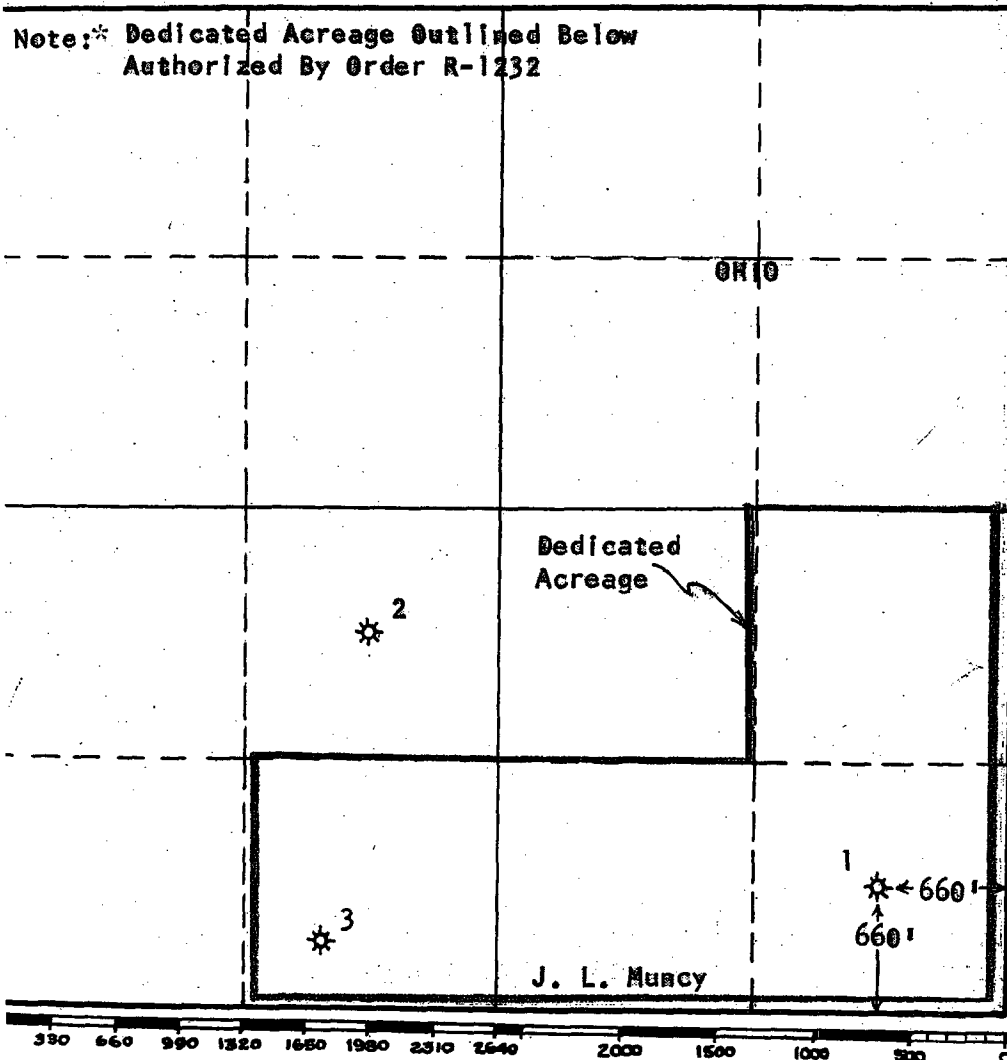 Note:* Dedicated Acreage Outlined Below
Authorized By Order R-1232
OHIO
Dedicated
Acreage
2
1
660'
660'
3
J. L. Muncy
330 660 990 1320 1650 1980 2310 2640 2000 1500 1000 500